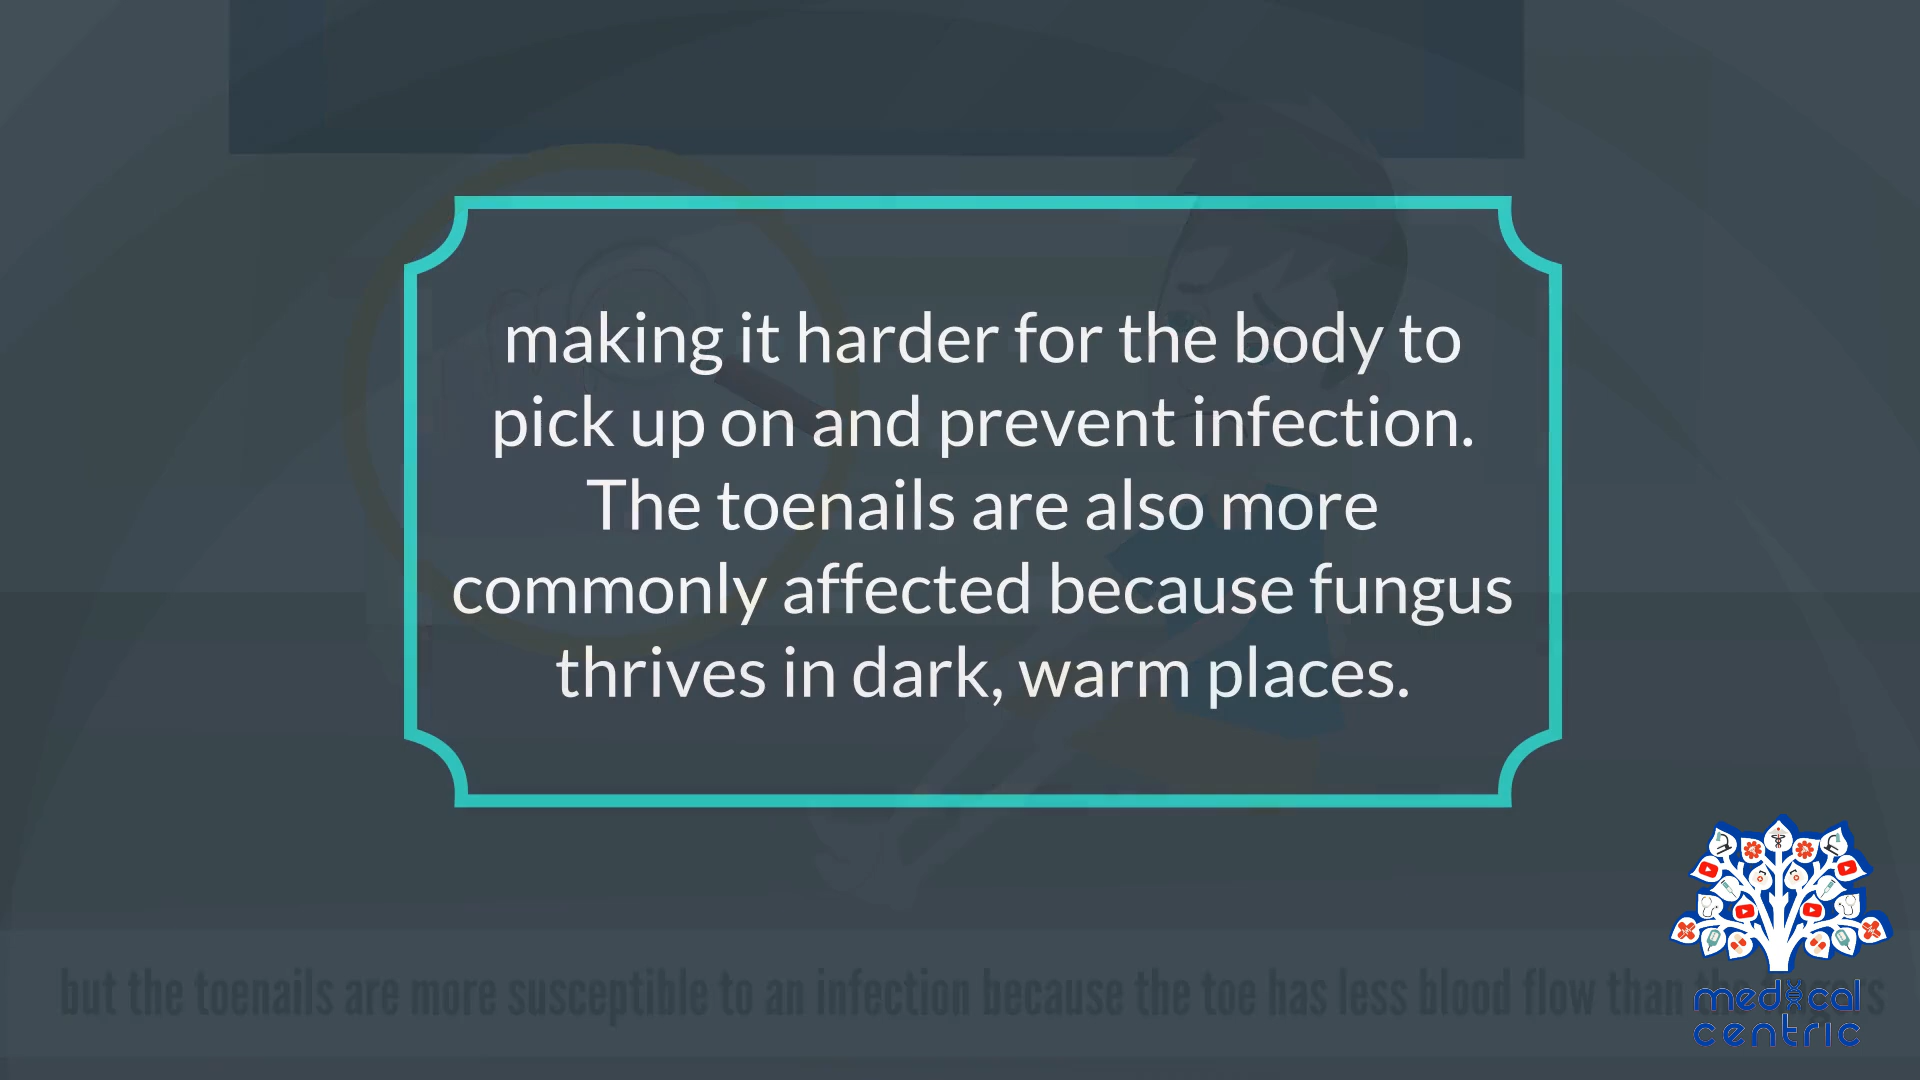 making it harder for the body to
pick up on and prevent infection.
The toenails are also more
commonly affected because fungus
thrives in dark, warm places.
but the toenails are more susceptible to an infection because the toe has less blood flow than the
medical
centric